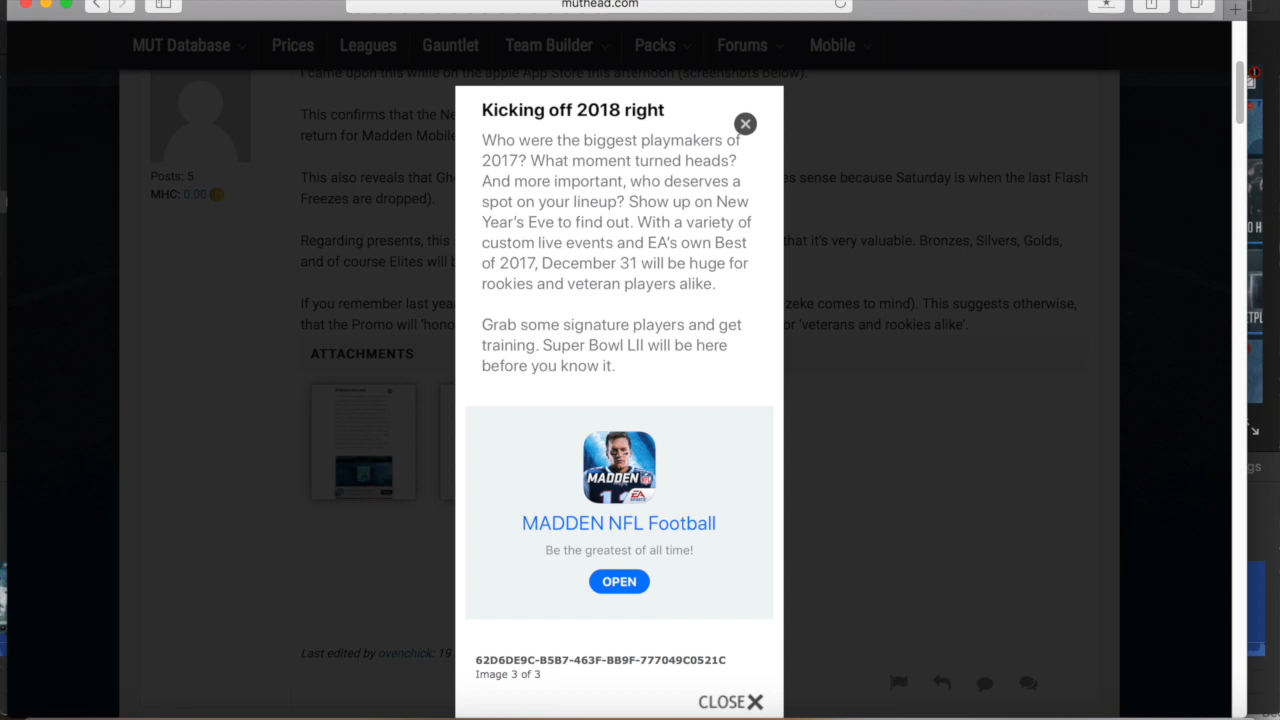 muthead.com
MUT Database
Prices
Leagues
Gauntlet
Team Builder
Packs
Forums
Mobile
I came upon this while on the apple App Store this afternoon (screenshots below).
This confirms that the Ne
return for Madden Mobile
Posts: 5
MHC: 0.00
This also reveals that Gh
es sense because Saturday is when the last Flash
Freezes are dropped).
Regarding presents, this
that it's very valuable. Bronzes, Silvers, Golds,
and of course Elites will b
If you remember last yea
zeke comes to mind). This suggests otherwise,
that the Promo will 'hono
or 'veterans and rookies alike'.
ATTACHMENTS
Kicking off 2018 right
Who were the biggest playmakers of
2017? What moment turned heads?
And more important, who deserves a
spot on your lineup? Show up on New
Year's Eve to find out. With a variety of
custom live events and EA's own Best
of 2017, December 31 will be huge for
rookies and veteran players alike.
Grab some signature players and get
training. Super Bowl LII will be here
before you know it.
MADDEN
EA
SPORTS
MADDEN NFL Football
Be the greatest of all time!
OPEN
62D6DE9C-B5B7-463F-BB9F-777049C0521C
Image 3 of 3
CLOSE
Last edited by ovenchick: 19
gs